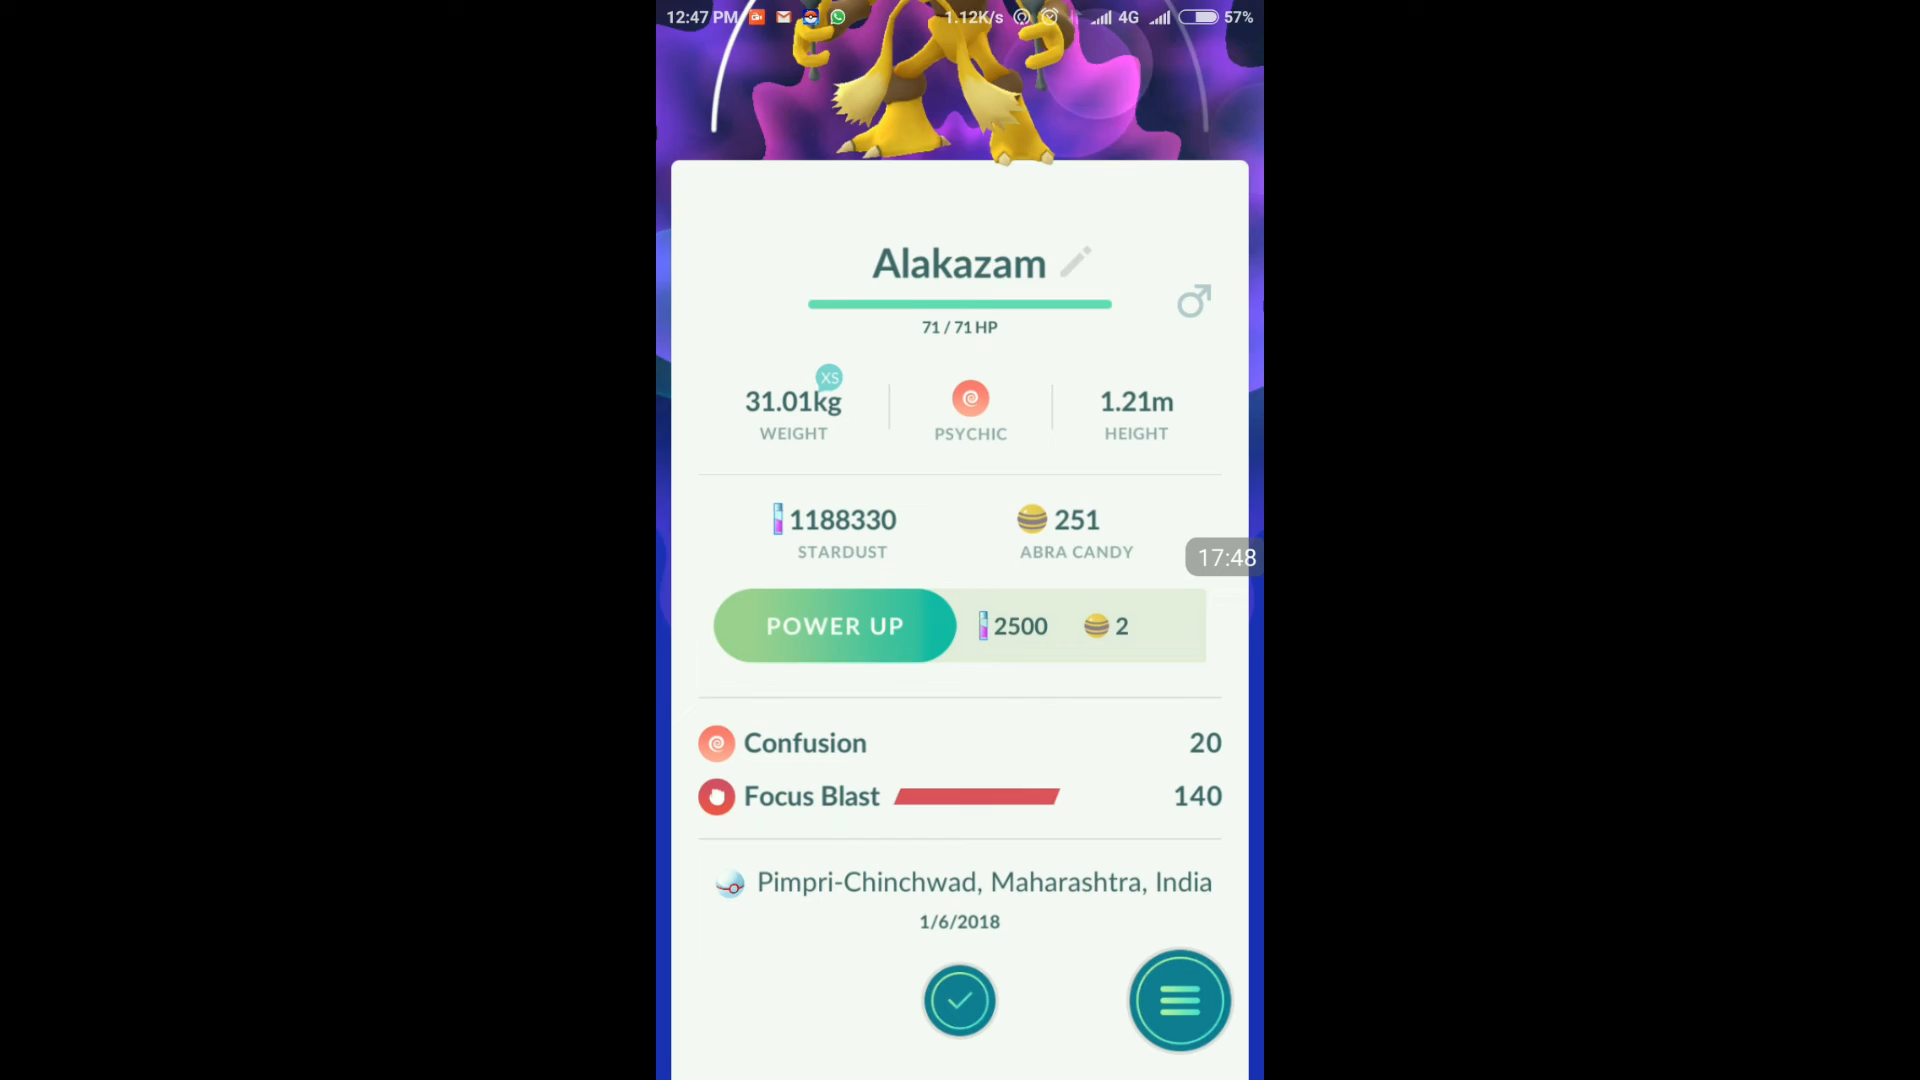 12:47 PM 1.12K/s 4G 57%
Alakazam
71 / 71 HP
XS
31.01kg 1.21m
WEIGHT PSYCHIC HEIGHT
1188330 251
STARDUST ABRA CANDY
17:48
POWER UP 2500 2
Confusion 20
Focus Blast 140
Pimpri-Chinchwad, Maharashtra, India
1/6/2018